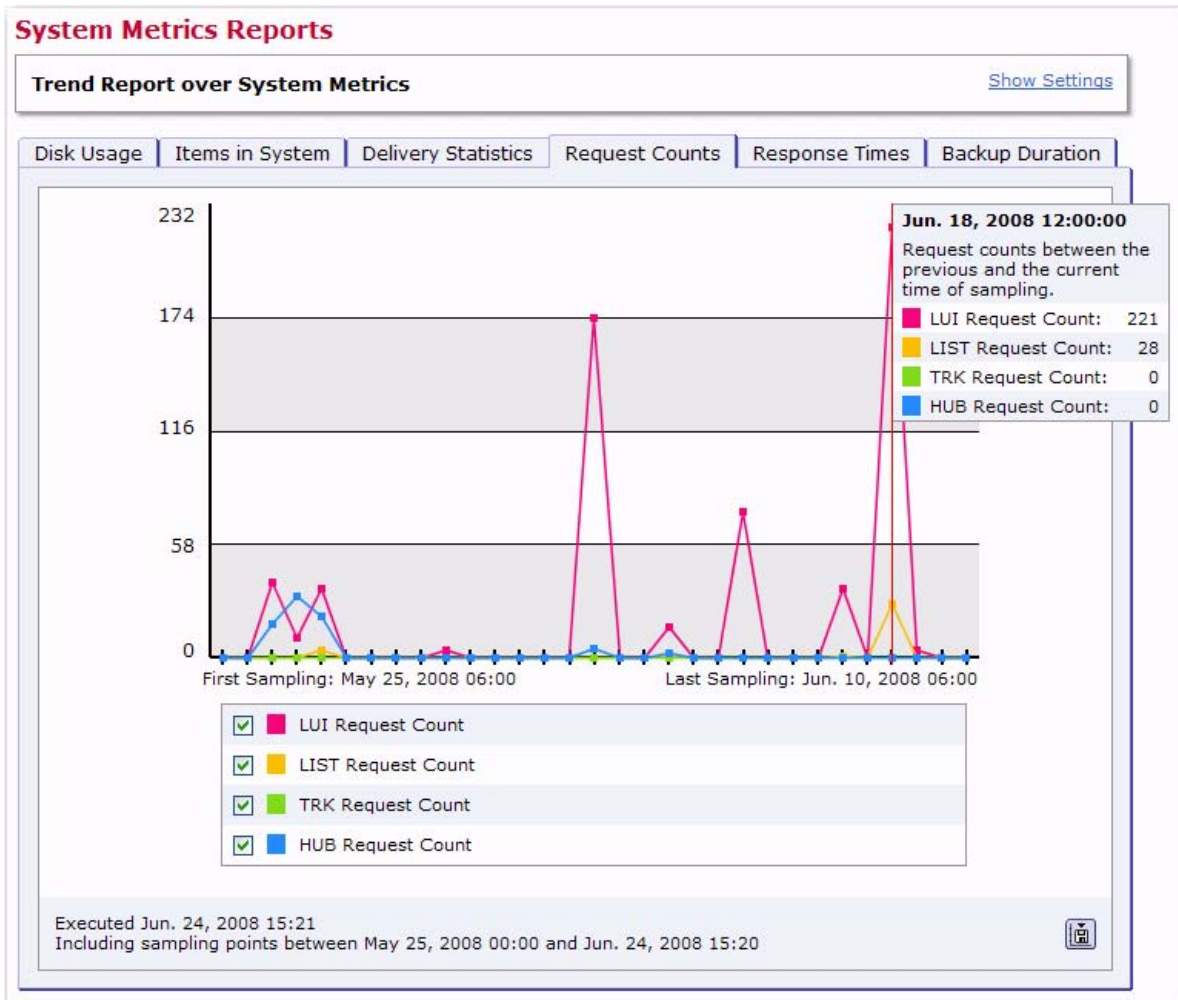 System Metrics Reports
Trend Report over System Metrics
Show Settings
Disk Usage
Items in System
Delivery Statistics
Request Counts
Response Times
Backup Duration
232
174
116
58
0
Jun. 18, 2008 12:00:00
Request counts between the
previous and the current
time of sampling.
LUI Request Count: 221
LIST Request Count: 28
TRK Request Count: 0
HUB Request Count: 0
First Sampling: May 25, 2008 06:00
Last Sampling: Jun. 10, 2008 06:00
LUI Request Count
LIST Request Count
TRK Request Count
HUB Request Count
Executed Jun. 24, 2008 15:21
Including sampling points between May 25, 2008 00:00 and Jun. 24, 2008 15:20